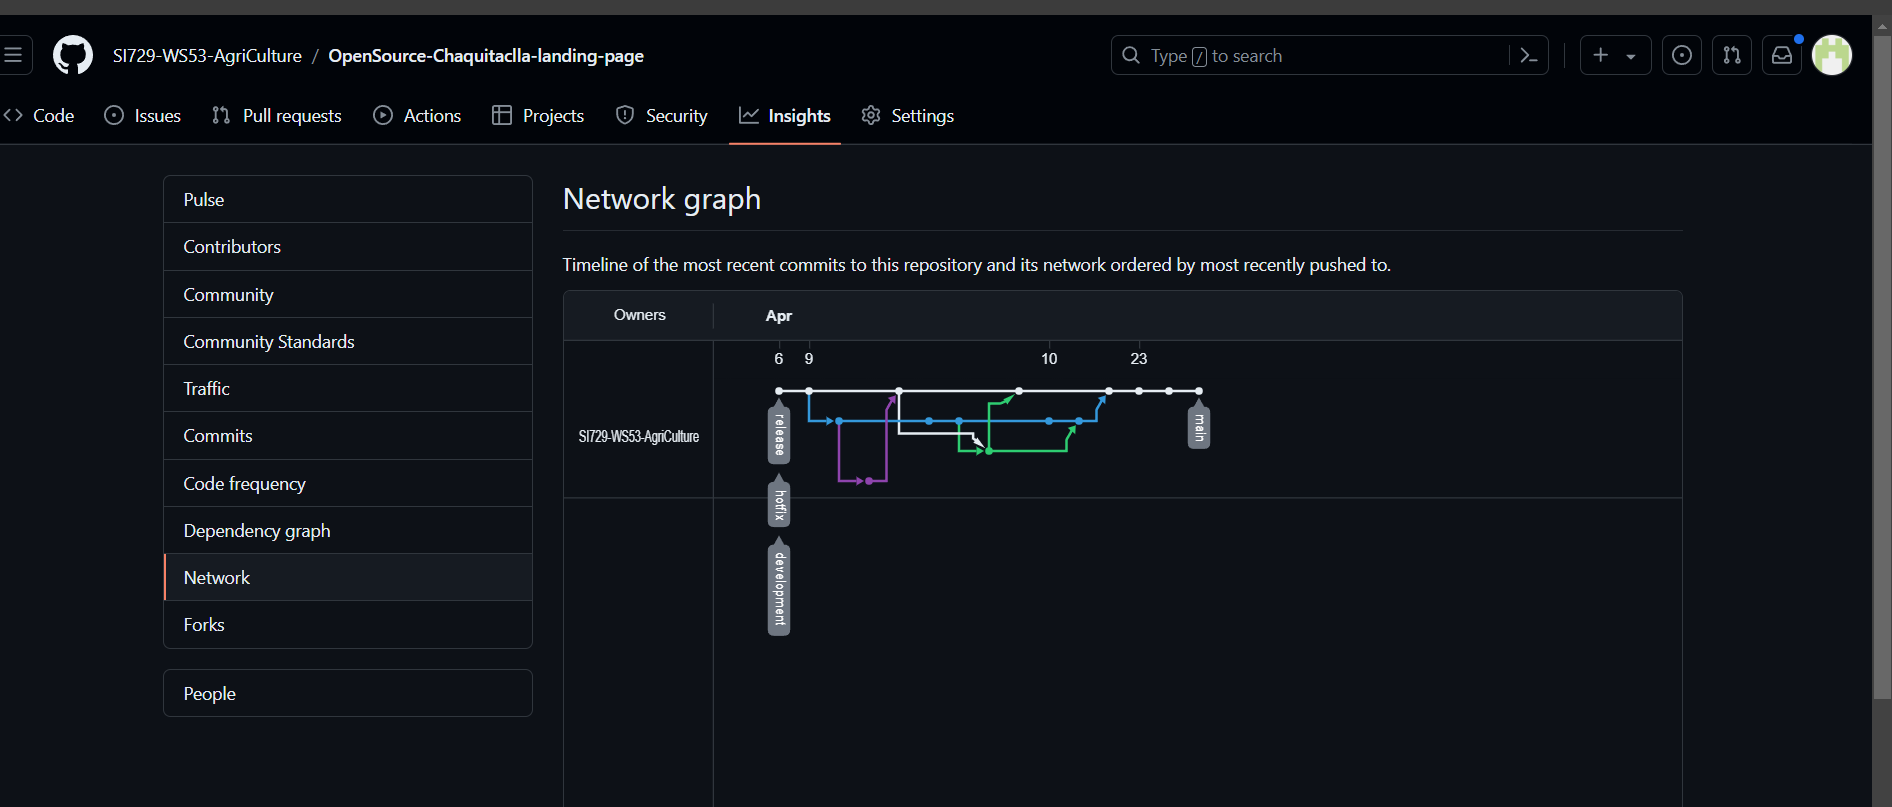 SI729-WS53-AgriCulture / OpenSource-Chaquitaclla-landing-page
Type / to search
Code
Issues
Pull requests
Actions
Projects
Security
Insights
Settings
Pulse
Contributors
Community
Community Standards
Traffic
Commits
Code frequency
Dependency graph
Network
Forks
People
Network graph
Timeline of the most recent commits to this repository and its network ordered by most recently pushed to.
Owners
Apr
6 9 10 23
SI729-WS53-AgriCulture
release
hotfix
development
main